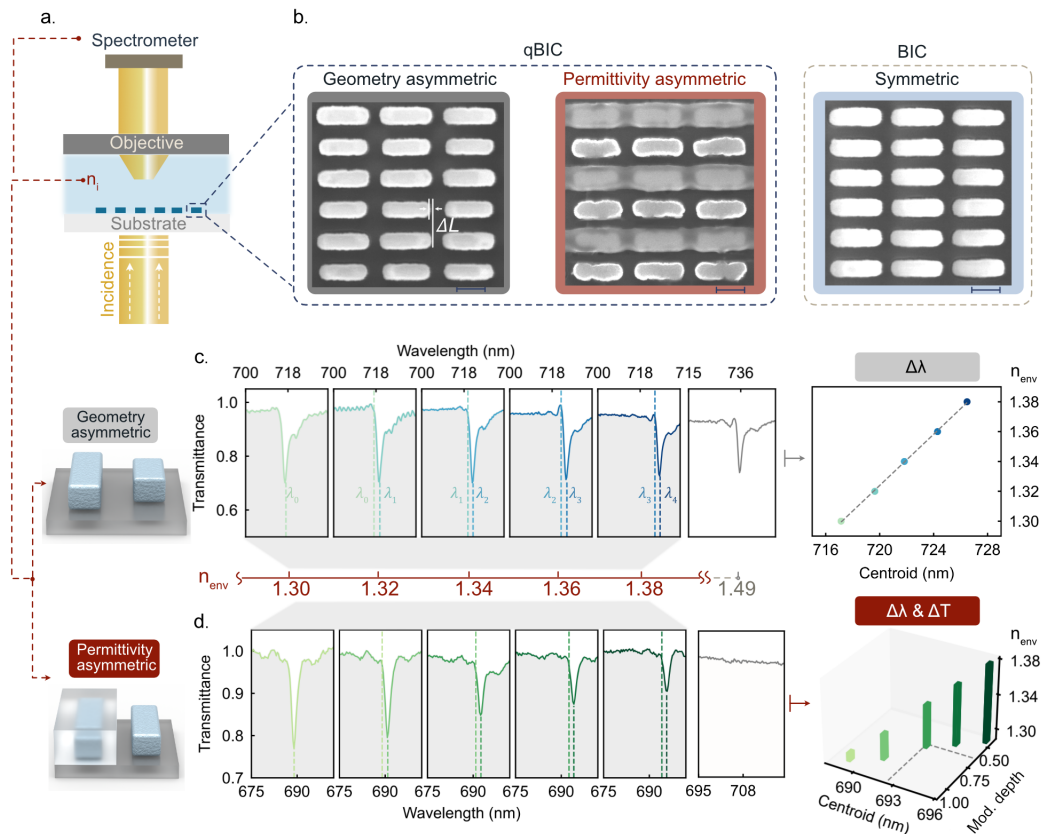 a.
Spectrometer
Objective
nᵢ
Substrate
Incidence
b.
qBIC
BIC
Geometry asymmetric
Permittivity asymmetric
Symmetric
ΔL
c.
Wavelength (nm)
700 718 700 718 700 718 700 718 700 718 715 736
Geometry
asymmetric
Transmittance
1.0
0.8
0.6
λ₀
λ₀ λ₁
λ₁ λ₂
λ₂ λ₃
λ₃ λ₄
Δλ
n_env
1.38
1.36
1.34
1.32
1.30
716 720 724 728
Centroid (nm)
n_env
1.30 1.32 1.34 1.36 1.38 1.49
d.
Permittivity
asymmetric
Transmittance
1.0
0.9
0.8
0.7
675 690 675 690 675 690 675 690 675 690 695 708
Wavelength (nm)
Δλ & ΔT
n_env
1.38
1.34
1.30
0.50
0.75
1.00
Mod. depth
690 693 696
Centroid (nm)